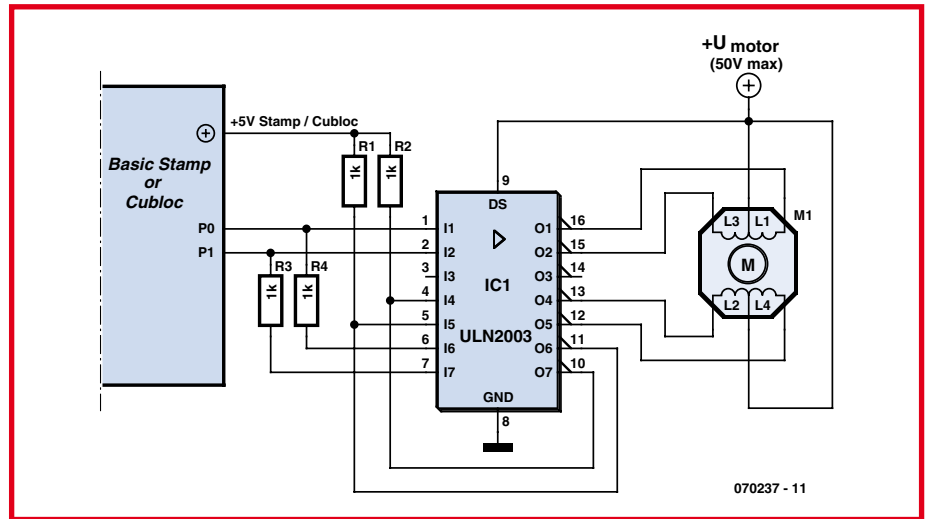 +U motor
(50V max)
+5V Stamp / Cubloc
Basic Stamp
or
Cubloc
R1
R2
1k
1k
9
DS
P0
P1
R3
R4
1k
1k
1
2
3
4
5
6
7
I1
I2
I3
I4
I5
I6
I7
IC1
ULN2003
O1
O2
O3
O4
O5
O6
O7
16
15
14
13
12
11
10
GND
8
L3
L1
M1
M
L2
L4
070237 - 11